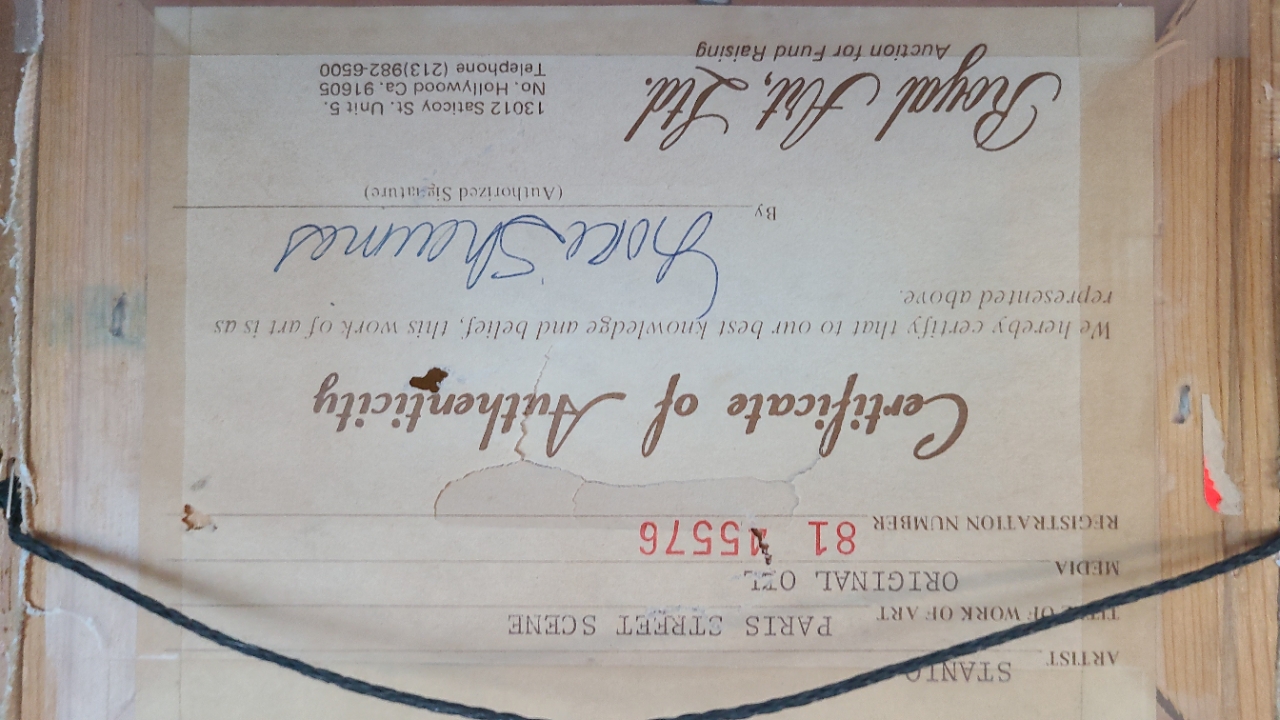 ARTIST STANIO
TITLE OF WORK OF ART PARIS STREET SCENE
MEDIA ORIGINAL OIL
REGISTRATION NUMBER 81 5576
Certificate of Authenticity
We hereby certify that to our best knowledge and belief, this work of art is as
represented above.
By
(Authorized Signature)
Royal Art, Ltd.
Auction for Fund Raising
13012 Saticoy St. Unit 5.
No. Hollywood Ca. 91605
Telephone (213)982-6500